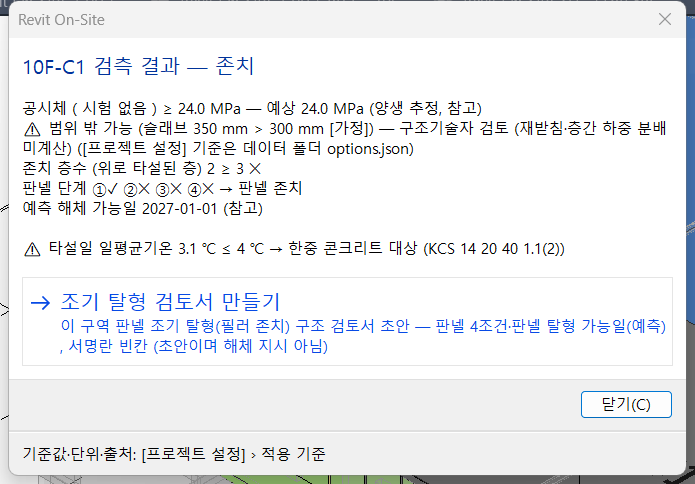 Revit On-Site
10F-C1 검측 결과 — 존치
공시체 ( 시험 없음 ) ≥ 24.0 MPa — 예상 24.0 MPa (양생 추정, 참고)
⚠ 범위 밖 가능 (슬래브 350 mm > 300 mm [가정]) — 구조기술자 검토 (재받침·층간 하중 분배
미계산) ([프로젝트 설정] 기준은 데이터 폴더 options.json)
존치 층수 (위로 타설된 층) 2 ≥ 3 ✕
판넬 단계 ①✓ ②✕ ③✕ ④✕ → 판넬 존치
예측 해체 가능일 2027-01-01 (참고)
⚠ 타설일 일평균기온 3.1 ℃ ≤ 4 ℃ → 한중 콘크리트 대상 (KCS 14 20 40 1.1(2))
→ 조기 탈형 검토서 만들기
이 구역 판넬 조기 탈형(필러 존치) 구조 검토서 초안 — 판넬 4조건·판넬 탈형 가능일(예측)
, 서명란 빈칸 (초안이며 해체 지시 아님)
닫기(C)
기준값·단위·출처: [프로젝트 설정] › 적용 기준